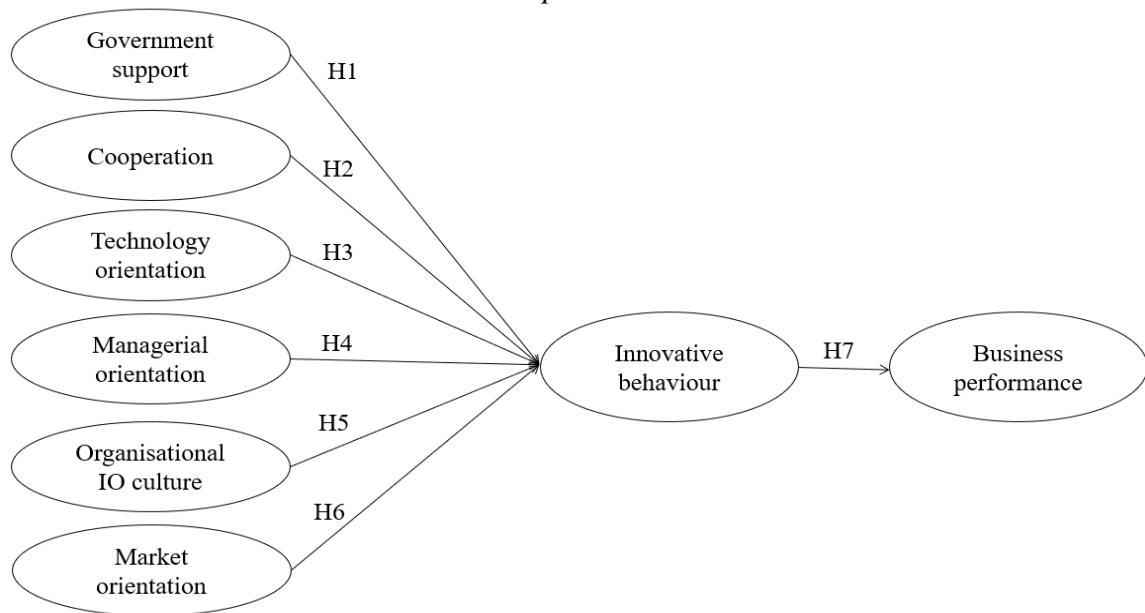 Government
support
H1
Cooperation
H2
Technology
orientation
H3
Managerial
orientation
H4
Organisational
IO culture
H5
Market
orientation
H6
Innovative
behaviour
H7
Business
performance